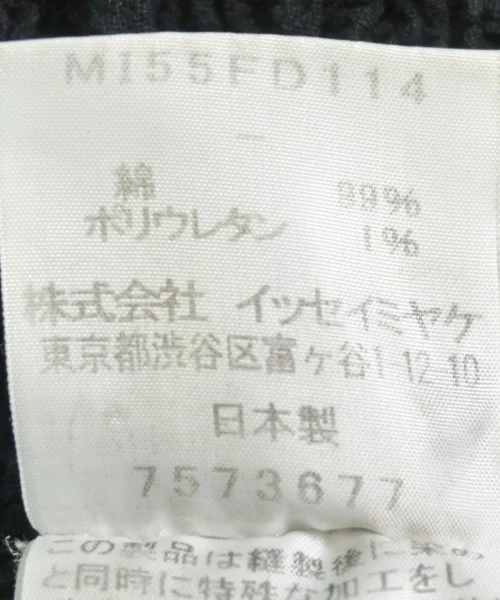 MI55FD114
綿 99%
ポリウレタン 1%
株式会社 イッセイミヤケ
東京都渋谷区富ヶ谷1-12-10
日本製
7573677
この製品は縫製後に染め
と同時に特殊な加工をし